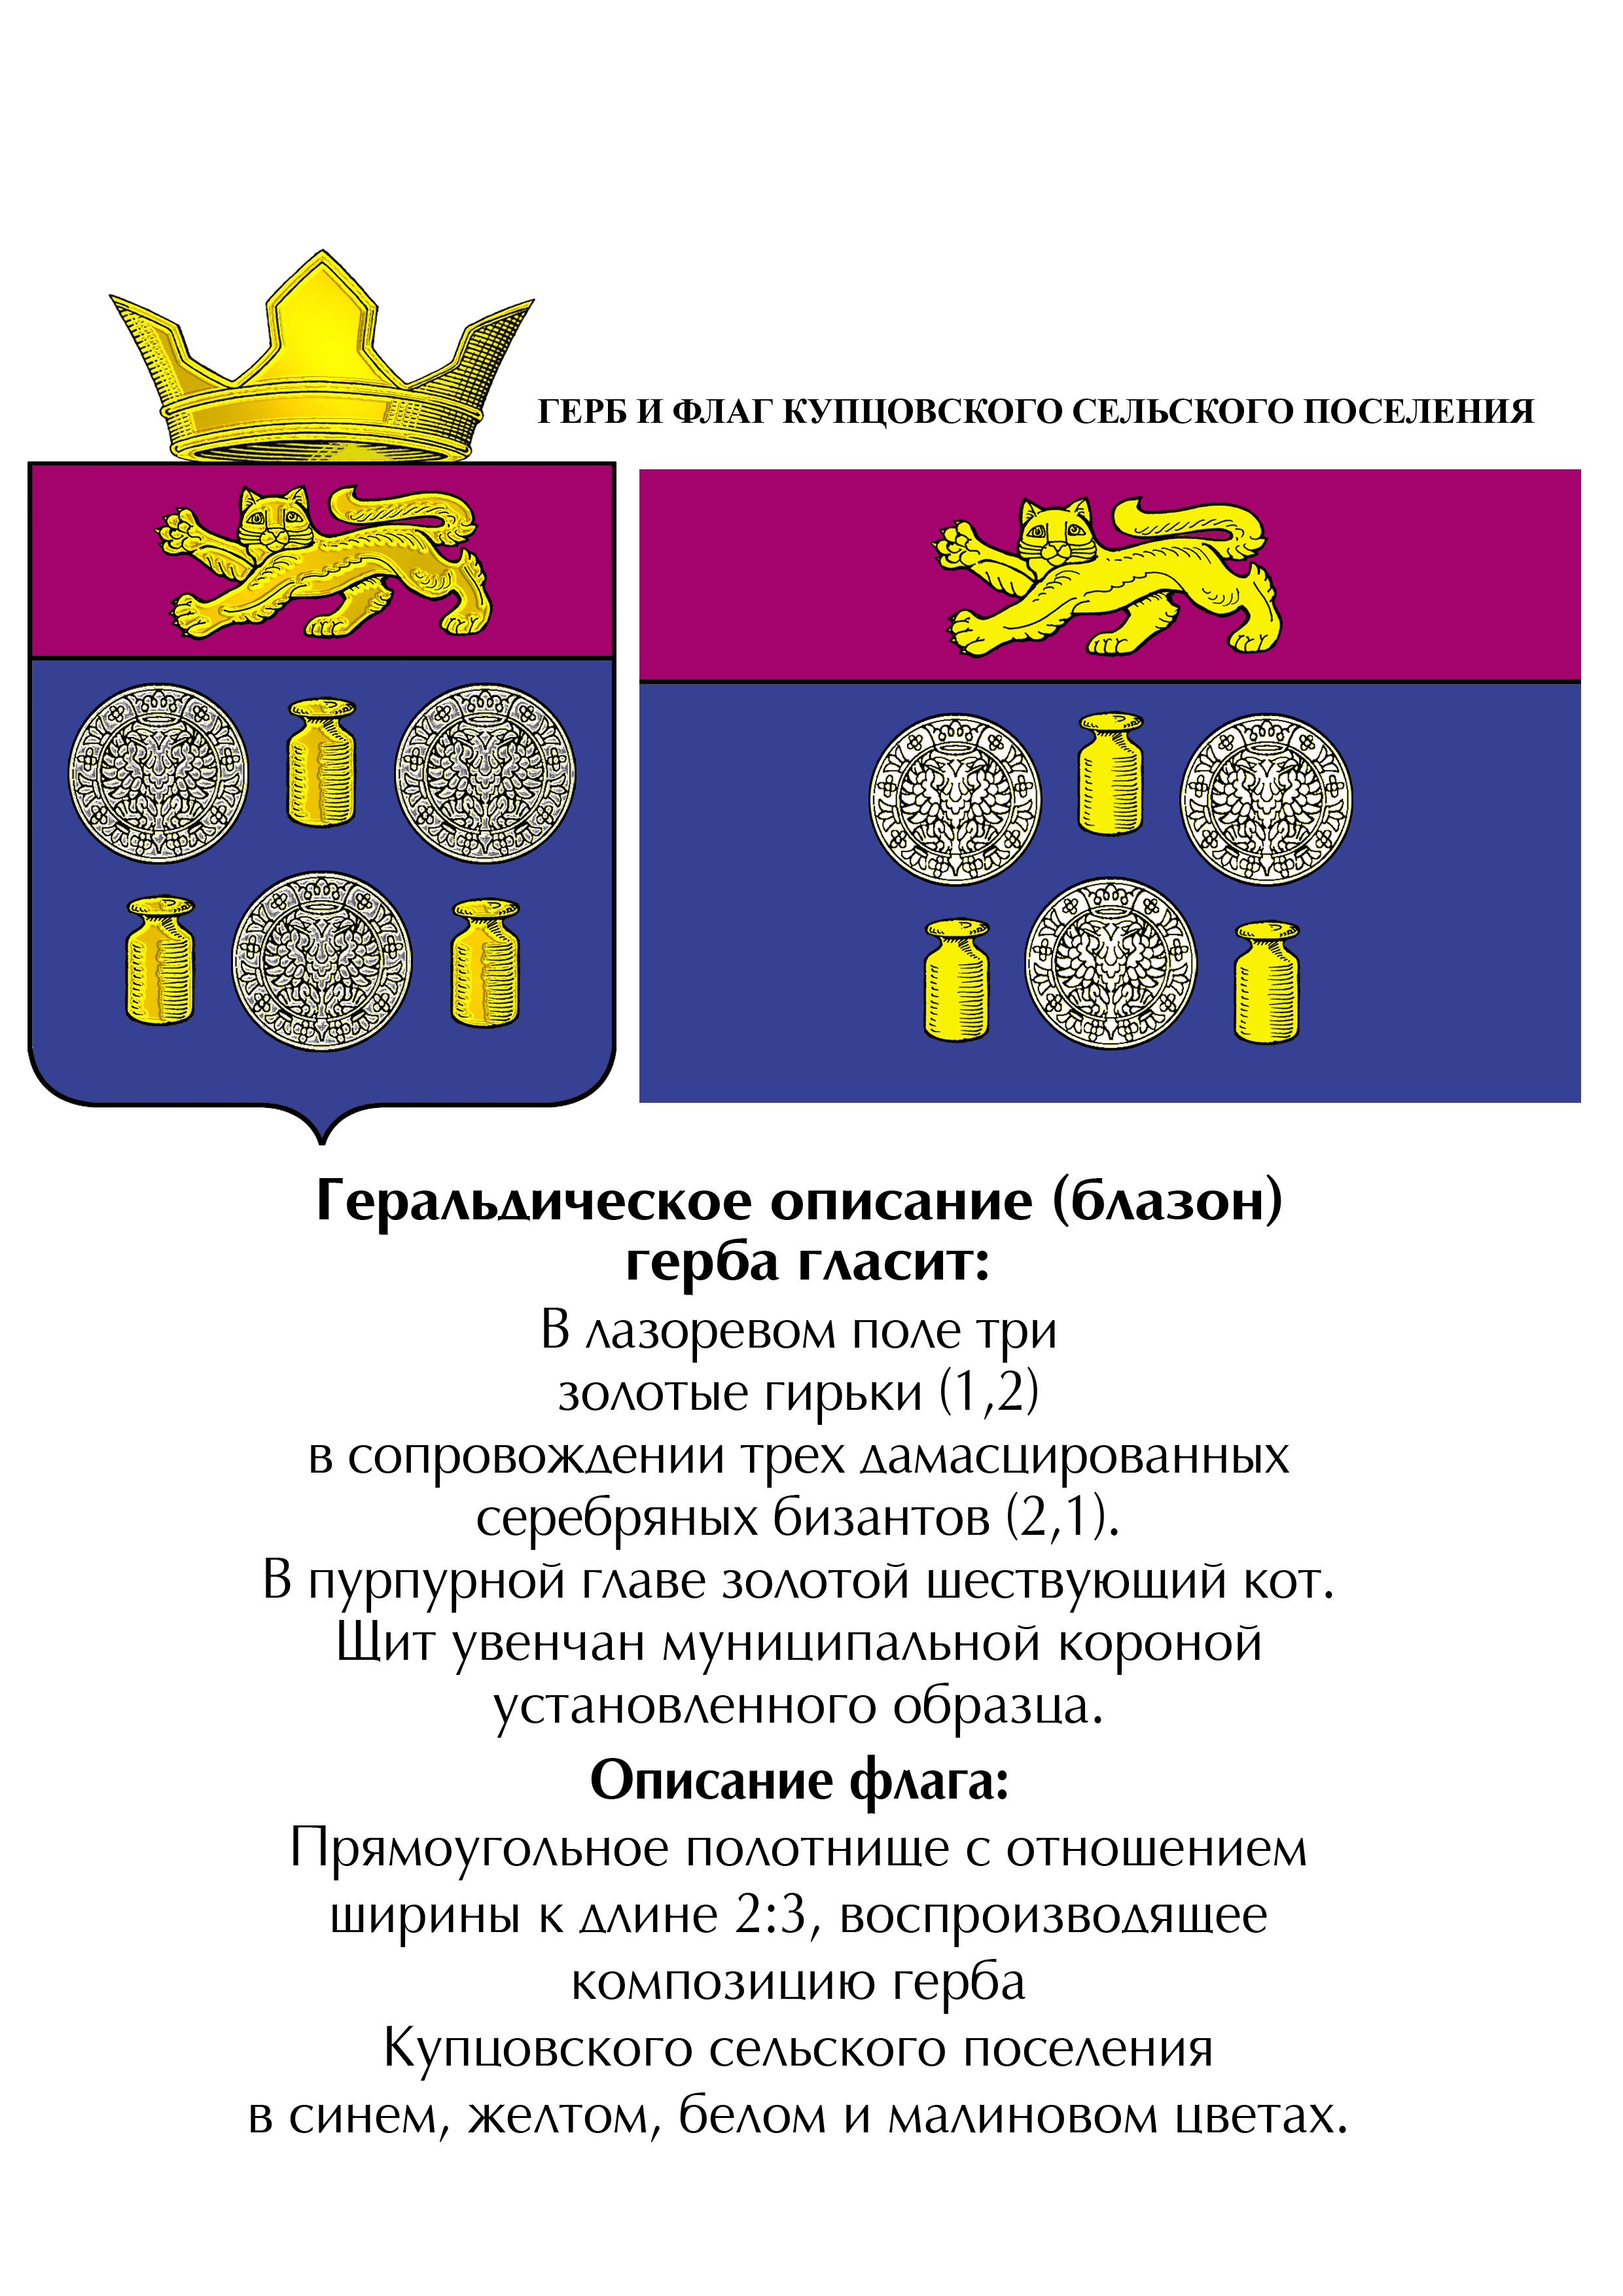 ГЕРБ И ФЛАГ КУПЦОВСКОГО СЕЛЬСКОГО ПОСЕЛЕНИЯ
Геральдическое описание (блазон)
герба гласит:
В лазоревом поле три
золотые гирьки (1,2)
в сопровождении трех дамасцированных
серебряных бизантов (2,1).
В пурпурной главе золотой шествующий кот.
Щит увенчан муниципальной короной
установленного образца.
Описание флага:
Прямоугольное полотнище с отношением
ширины к длине 2:3, воспроизводящее
композицию герба
Купцовского сельского поселения
в синем, желтом, белом и малиновом цветах.